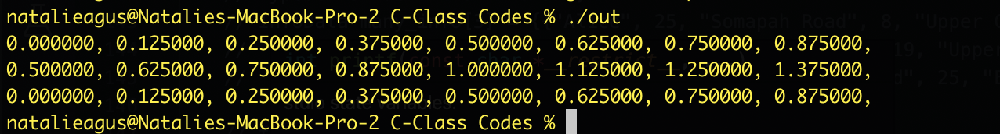 natalieagus@Natalies-MacBook-Pro-2 C-Class Codes % ./out
0.000000, 0.125000, 0.250000, 0.375000, 0.500000, 0.625000, 0.750000, 0.875000,
0.500000, 0.625000, 0.750000, 0.875000, 1.000000, 1.125000, 1.250000, 1.375000,
0.000000, 0.125000, 0.250000, 0.375000, 0.500000, 0.625000, 0.750000, 0.875000,
natalieagus@Natalies-MacBook-Pro-2 C-Class Codes %